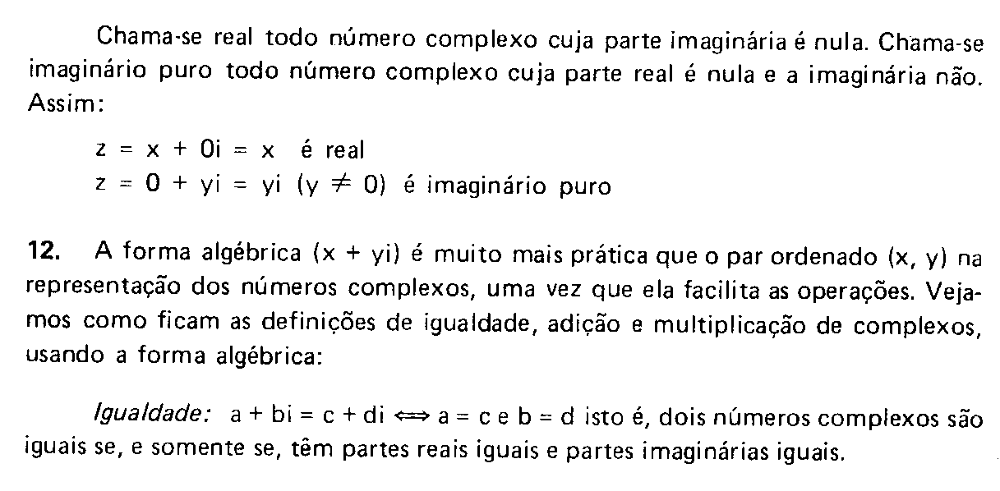 Chama-se real todo número complexo cuja parte imaginária é nula. Chama-se
imaginário puro todo número complexo cuja parte real é nula e a imaginária não.
Assim:
z = x + 0i = x é real
z = 0 + yi = yi (y ≠ 0) é imaginário puro
12. A forma algébrica (x + yi) é muito mais prática que o par ordenado (x, y) na
representação dos números complexos, uma vez que ela facilita as operações. Veja-
mos como ficam as definições de igualdade, adição e multiplicação de complexos,
usando a forma algébrica:
Igualdade: a + bi = c + di ⟺ a = c e b = d isto é, dois números complexos são
iguais se, e somente se, têm partes reais iguais e partes imaginárias iguais.